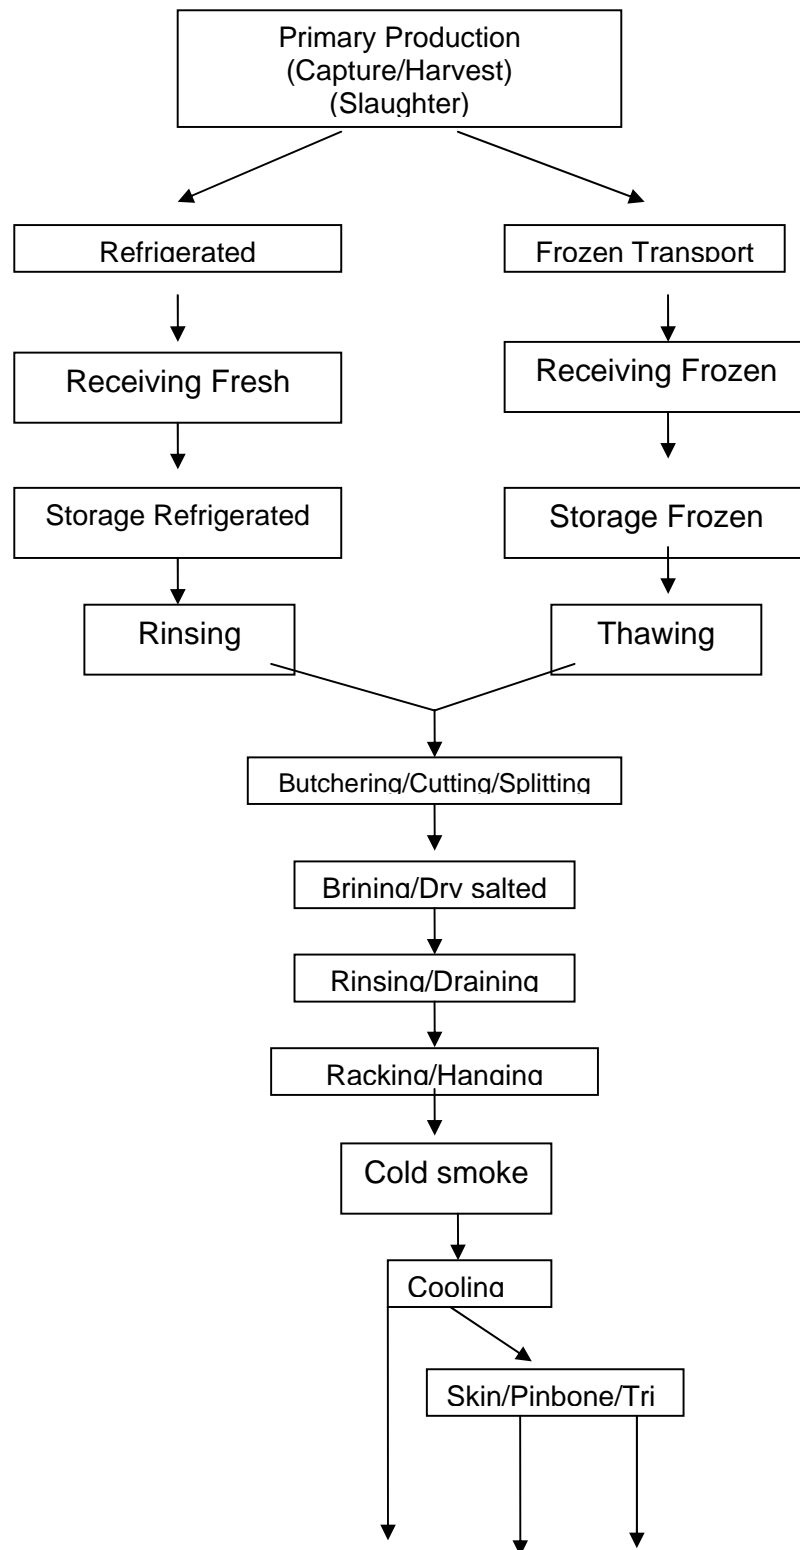 Primary Production
(Capture/Harvest)
(Slaughter)
Refrigerated
Frozen Transport
Receiving Fresh
Receiving Frozen
Storage Refrigerated
Storage Frozen
Rinsing
Thawing
Butchering/Cutting/Splitting
Brining/Dry salted
Rinsing/Draining
Racking/Hanging
Cold smoke
Cooling
Skin/Pinbone/Tri